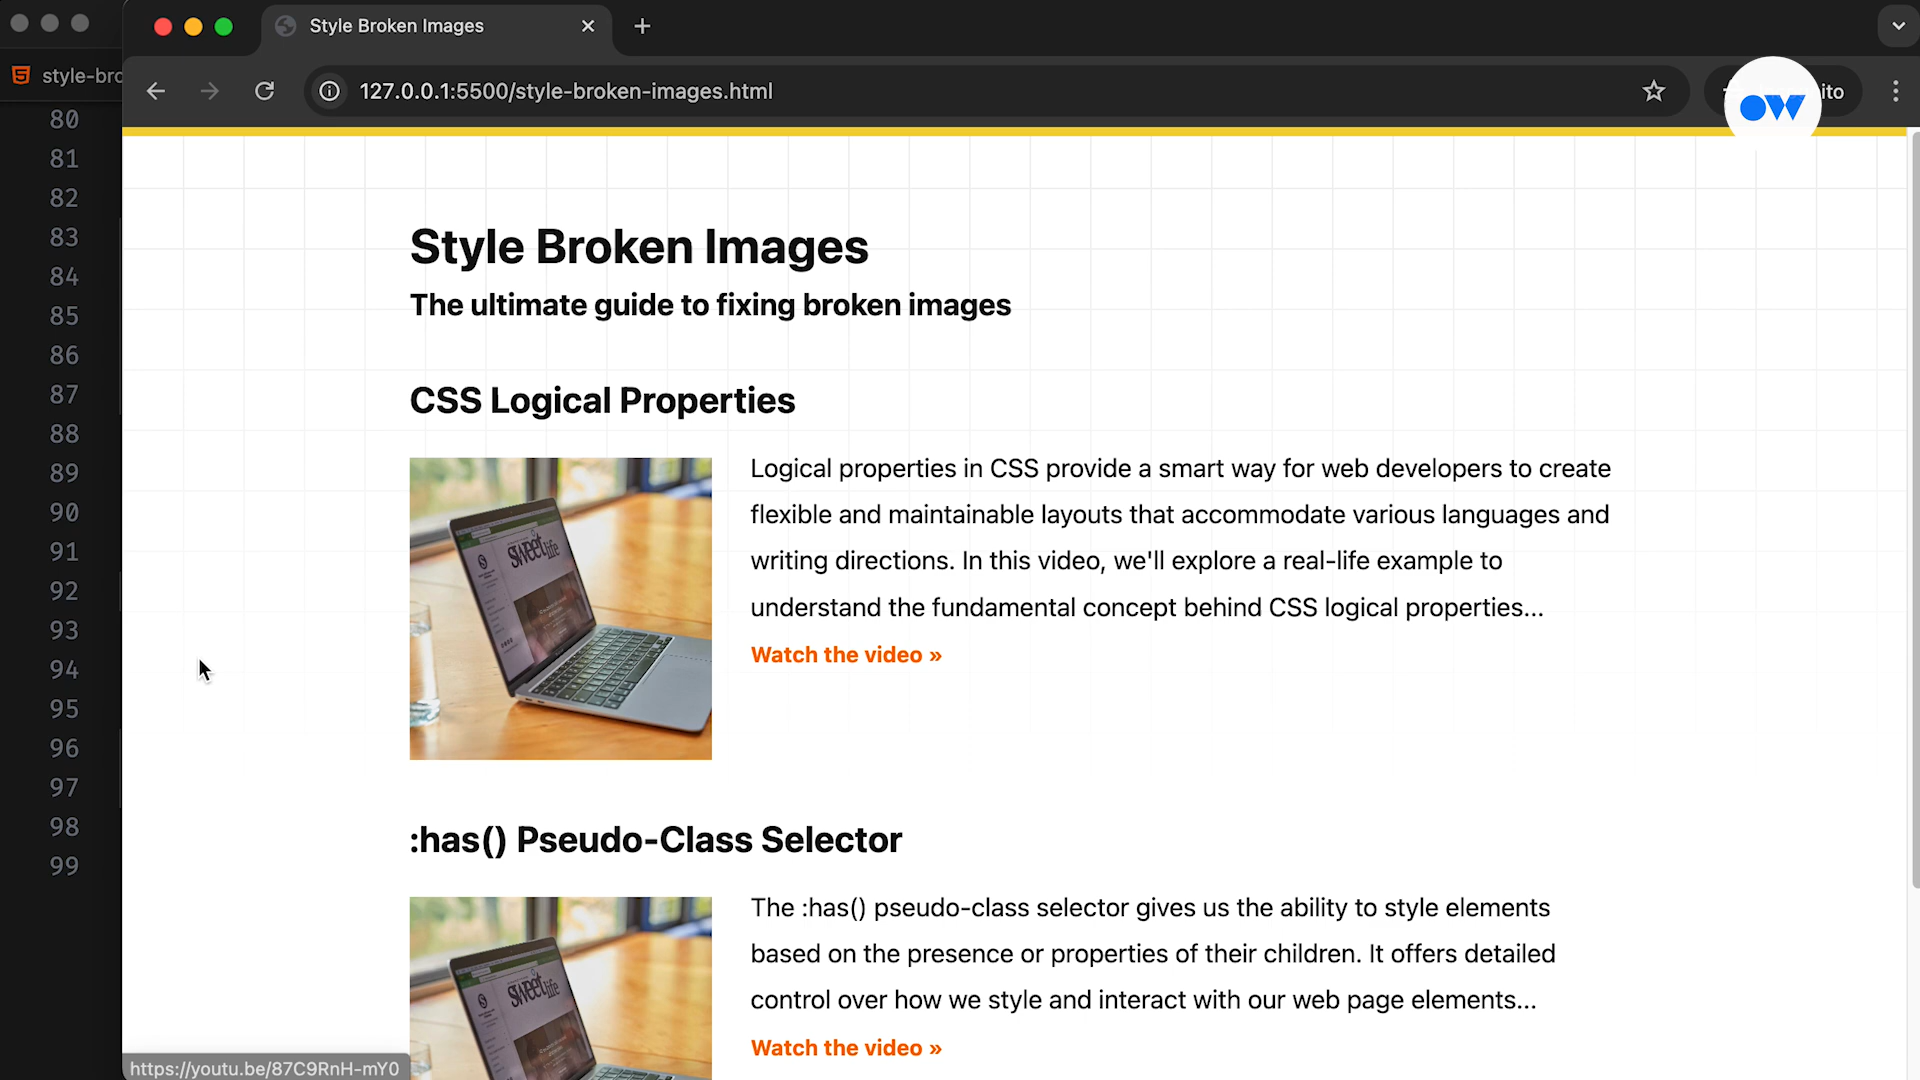 Style Broken Images
style-bro
127.0.0.1:5500/style-broken-images.html
ito
OW
80
81
82
83
84
85
86
87
88
89
90
91
92
93
94
95
96
97
98
99
Style Broken Images
The ultimate guide to fixing broken images
CSS Logical Properties
sweet life
Logical properties in CSS provide a smart way for web developers to create
flexible and maintainable layouts that accommodate various languages and
writing directions. In this video, we'll explore a real-life example to
understand the fundamental concept behind CSS logical properties...
Watch the video »
:has() Pseudo-Class Selector
sweet life
The :has() pseudo-class selector gives us the ability to style elements
based on the presence or properties of their children. It offers detailed
control over how we style and interact with our web page elements...
Watch the video »
https://youtu.be/87C9RnH-mY0